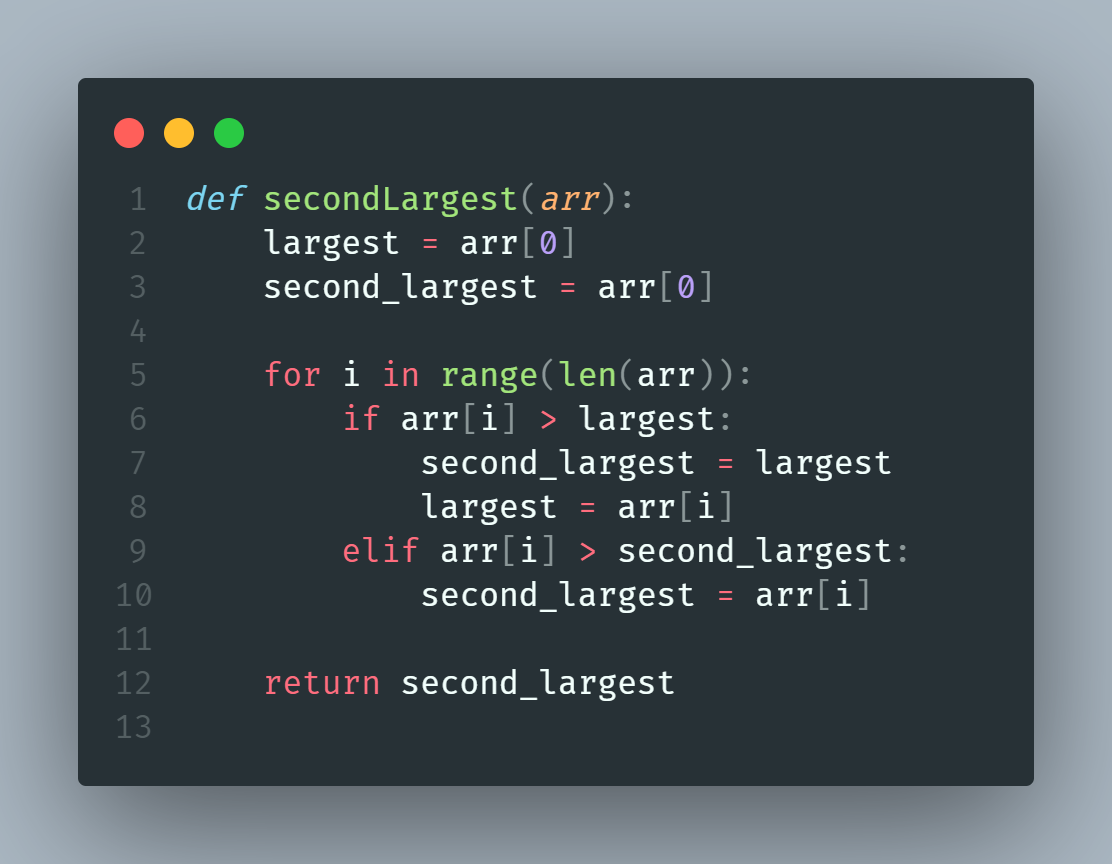 1 def secondLargest(arr):
2     largest = arr[0]
3     second_largest = arr[0]
4
5     for i in range(len(arr)):
6         if arr[i] > largest:
7             second_largest = largest
8             largest = arr[i]
9         elif arr[i] > second_largest:
10             second_largest = arr[i]
11
12     return second_largest
13